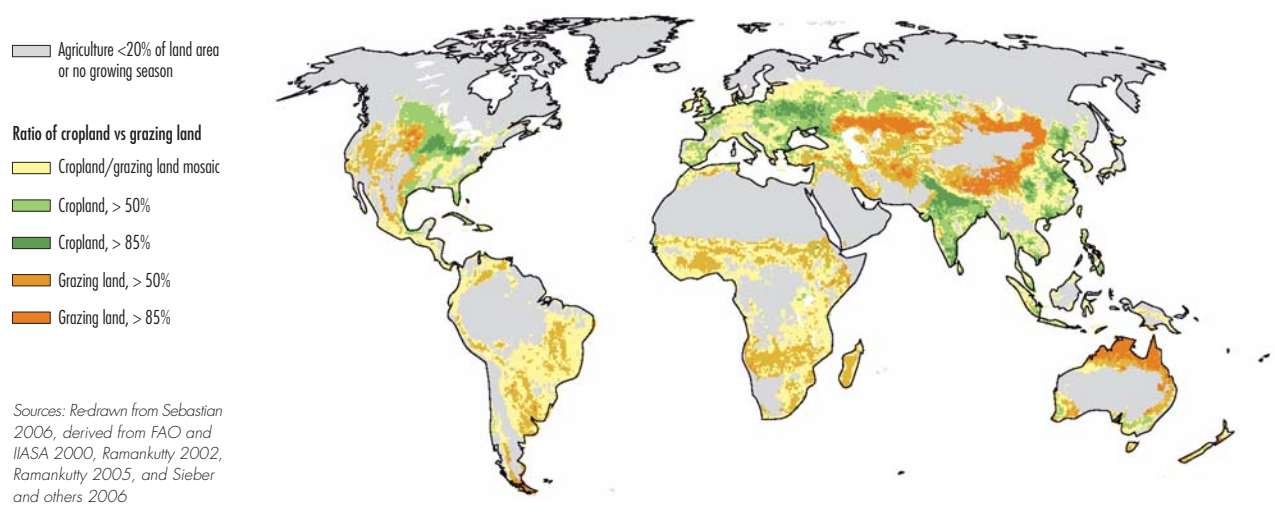 Agriculture <20% of land area
or no growing season
Ratio of cropland vs grazing land
Cropland/grazing land mosaic
Cropland, > 50%
Cropland, > 85%
Grazing land, > 50%
Grazing land, > 85%
Sources: Re-drawn from Sebastian
2006, derived from FAO and
IIASA 2000, Ramankutty 2002,
Ramankutty 2005, and Sieber
and others 2006